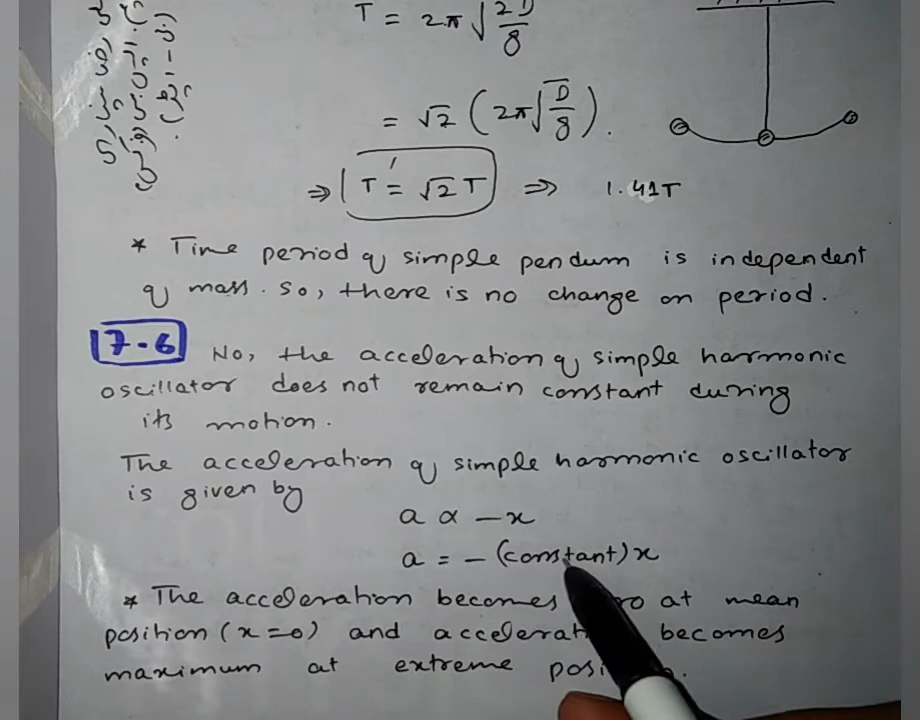 T = 2π√2D/8
= √2 (2π√D/8).
⇒ T' = √2 T ⇒ 1.41T
* Time period of simple pendum is independent
of mass. so, there is no change on period.
7-6 No, the acceleration of simple harmonic
oscillator does not remain constant during
its motion.
The acceleration of simple harmonic oscillator
is given by
a α -x
a = - (constant) x
* The acceleration becomes at mean
position (x=0) and accelerat becomes
maximum at extreme posi